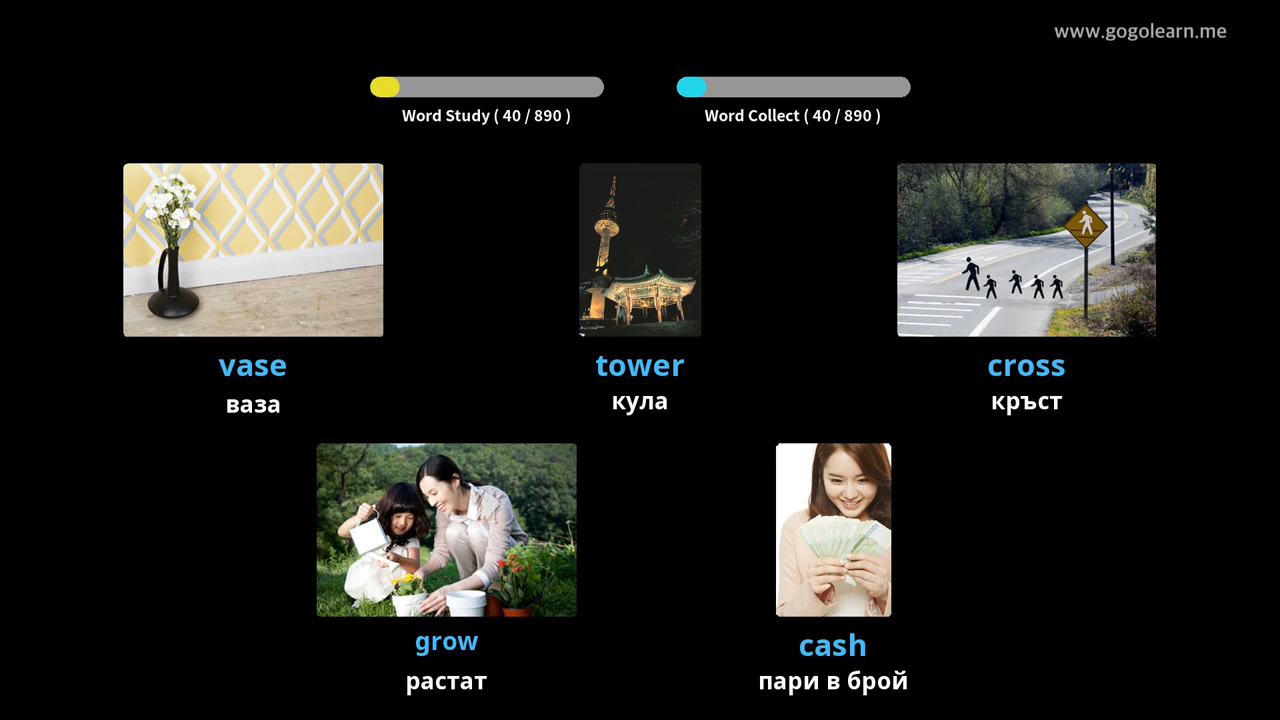 www.gogolearn.me
Word Study ( 40 / 890 )
Word Collect ( 40 / 890 )
vase
ваза
tower
кула
cross
кръст
grow
растат
cash
пари в брой